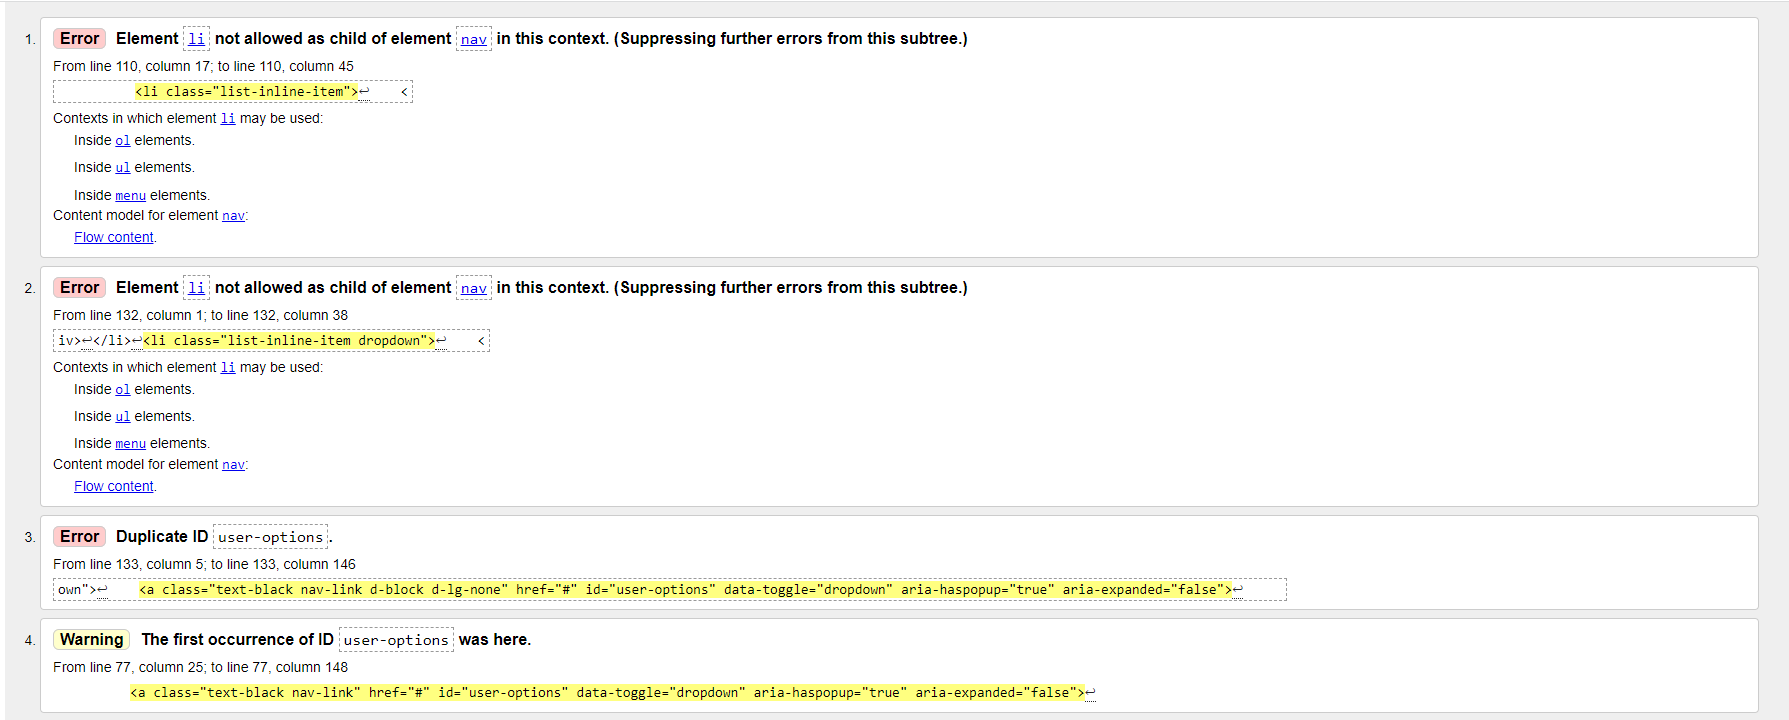 1. Error Element li not allowed as child of element nav in this context. (Suppressing further errors from this subtree.)
From line 110, column 17; to line 110, column 45
<li class="list-inline-item">↩ <
Contexts in which element li may be used:
Inside ol elements.
Inside ul elements.
Inside menu elements.
Content model for element nav:
Flow content.
2. Error Element li not allowed as child of element nav in this context. (Suppressing further errors from this subtree.)
From line 132, column 1; to line 132, column 38
iv>↩</li>↩<li class="list-inline-item dropdown">↩ <
Contexts in which element li may be used:
Inside ol elements.
Inside ul elements.
Inside menu elements.
Content model for element nav:
Flow content.
3. Error Duplicate ID user-options.
From line 133, column 5; to line 133, column 146
own">↩ <a class="text-black nav-link d-block d-lg-none" href="#" id="user-options" data-toggle="dropdown" aria-haspopup="true" aria-expanded="false">↩
4. Warning The first occurrence of ID user-options was here.
From line 77, column 25; to line 77, column 148
<a class="text-black nav-link" href="#" id="user-options" data-toggle="dropdown" aria-haspopup="true" aria-expanded="false">↩